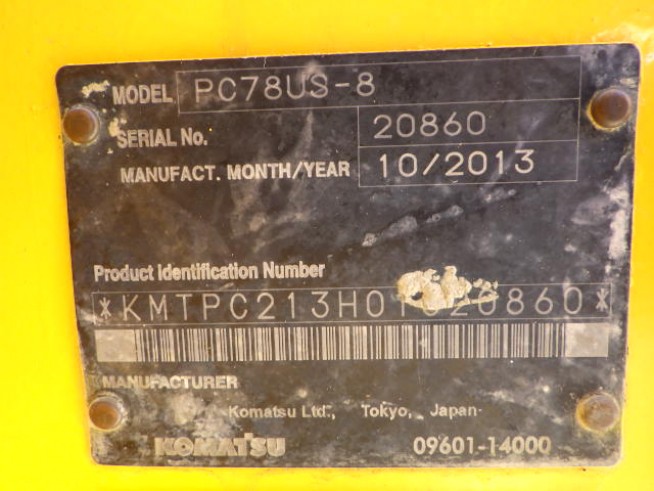 MODEL PC78US-8
SERIAL No. 20860
MANUFACT. MONTH/YEAR 10/2013
Product Identification Number
*KMTPC213H01020860*
MANUFACTURER
Komatsu Ltd., Tokyo, Japan
KOMATSU 09601-14000